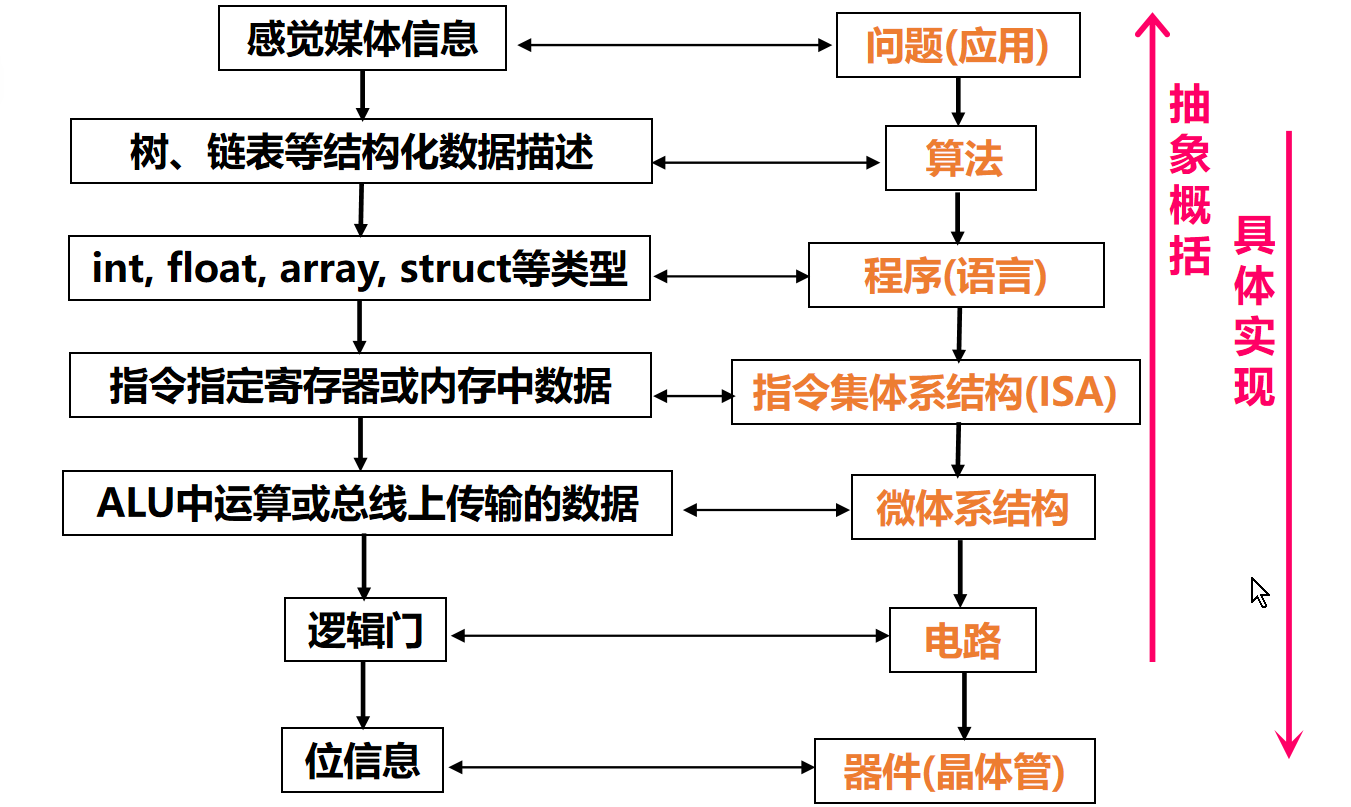 感觉媒体信息
问题(应用)
树、链表等结构化数据描述
算法
int, float, array, struct等类型
程序(语言)
指令指定寄存器或内存中数据
指令集体系结构(ISA)
ALU中运算或总线上传输的数据
微体系结构
逻辑门
电路
位信息
器件(晶体管)
抽象概括
具体实现